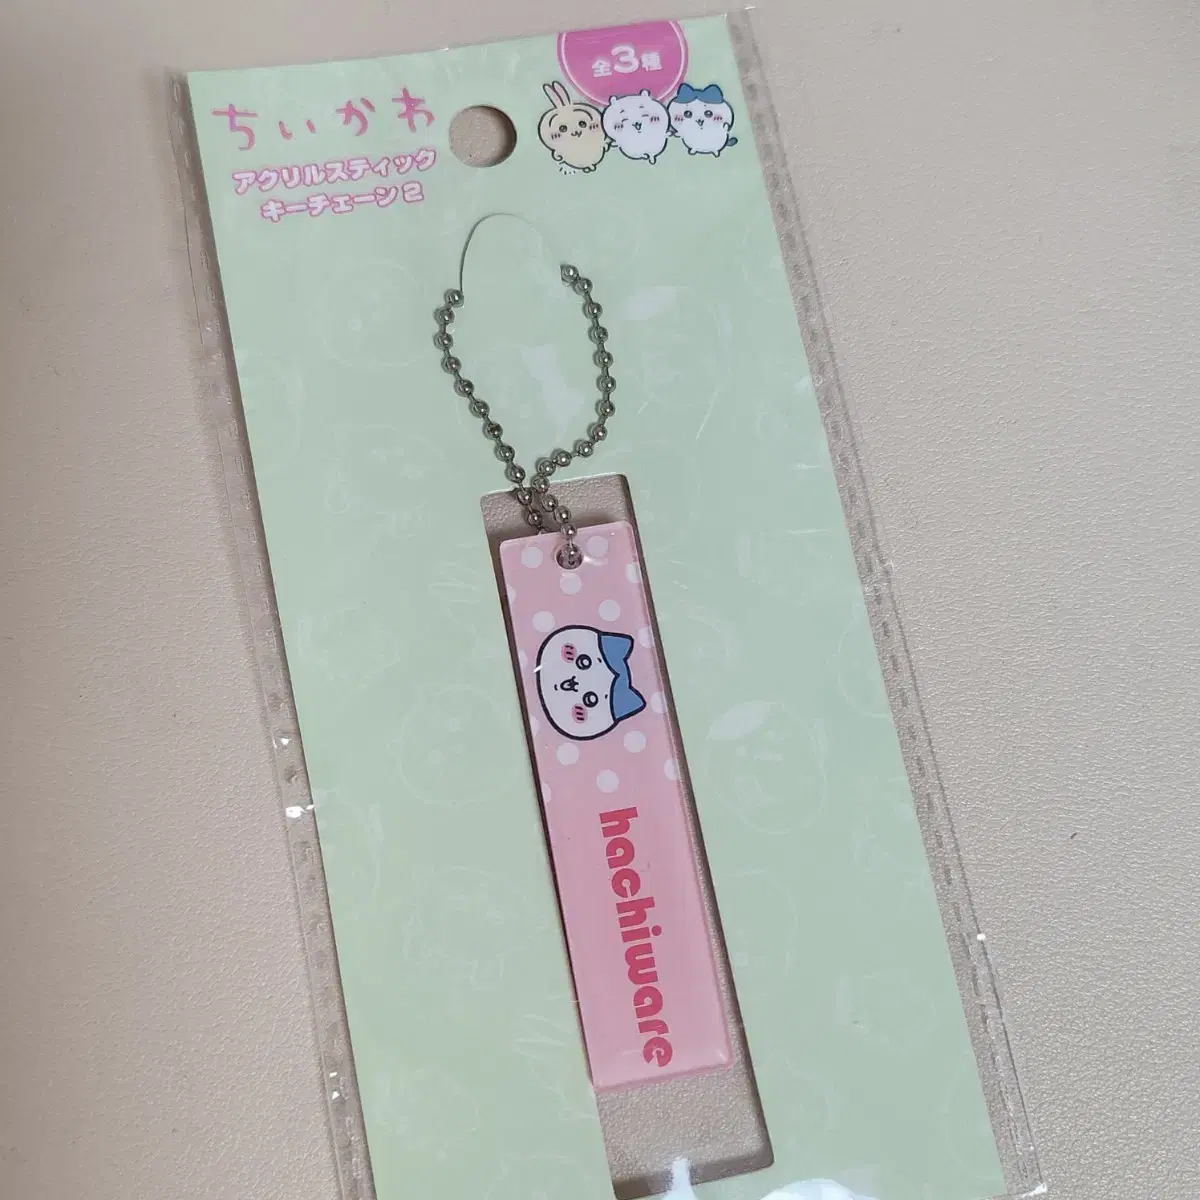 全3種
ちいかわ
アクリルスティック
キーチェーン2
hachiware